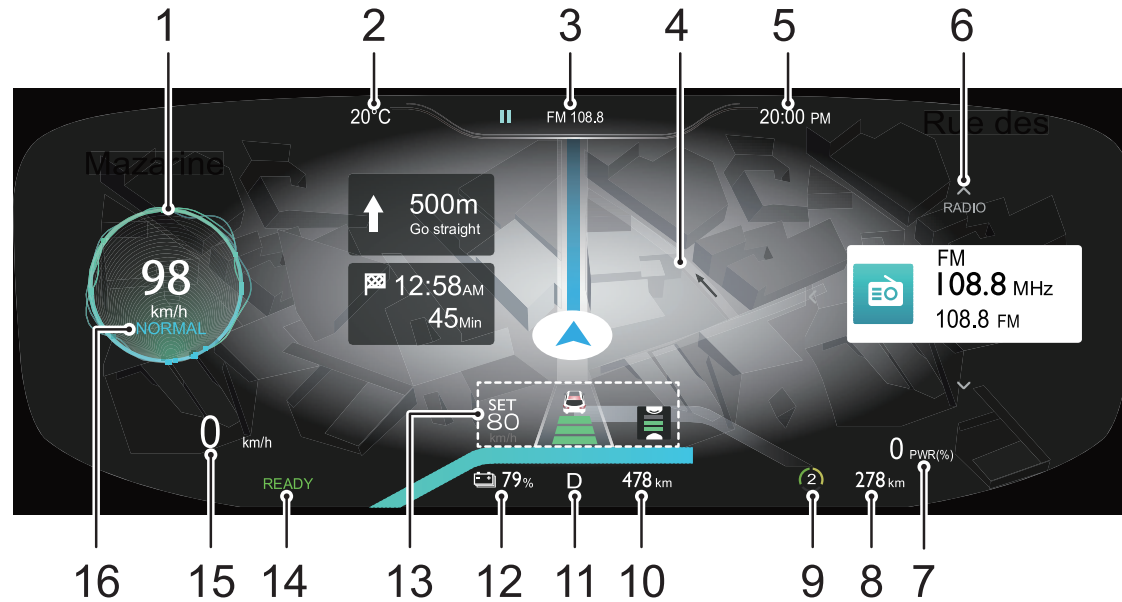 1
2
3
4
5
6
20°C
FM 108.8
20:00 PM
Rue des
Mazarine
500m
Go straight
RADIO
98
km/h
NORMAL
12:58AM
45Min
FM
108.8 MHz
108.8 FM
SET
80
km/h
0 km/h
0 PWR(%)
READY
79%
D
478 km
2
278 km
16
15
14
13
12
11
10
9
8
7